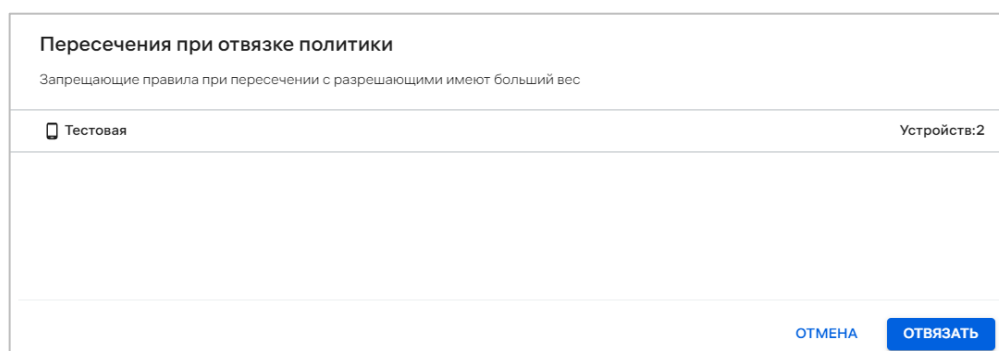 Пересечения при отвязке политики
Запрещающие правила при пересечении с разрешающими имеют больший вес
Тестовая Устройств:2
ОТМЕНА ОТВЯЗАТЬ